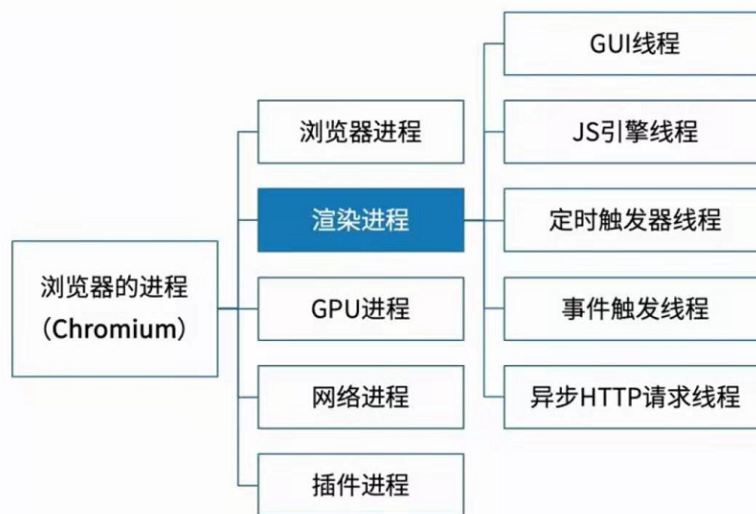 浏览器的进程
（Chromium）
浏览器进程
渲染进程
GPU进程
网络进程
插件进程
GUI线程
JS引擎线程
定时触发器线程
事件触发线程
异步HTTP请求线程